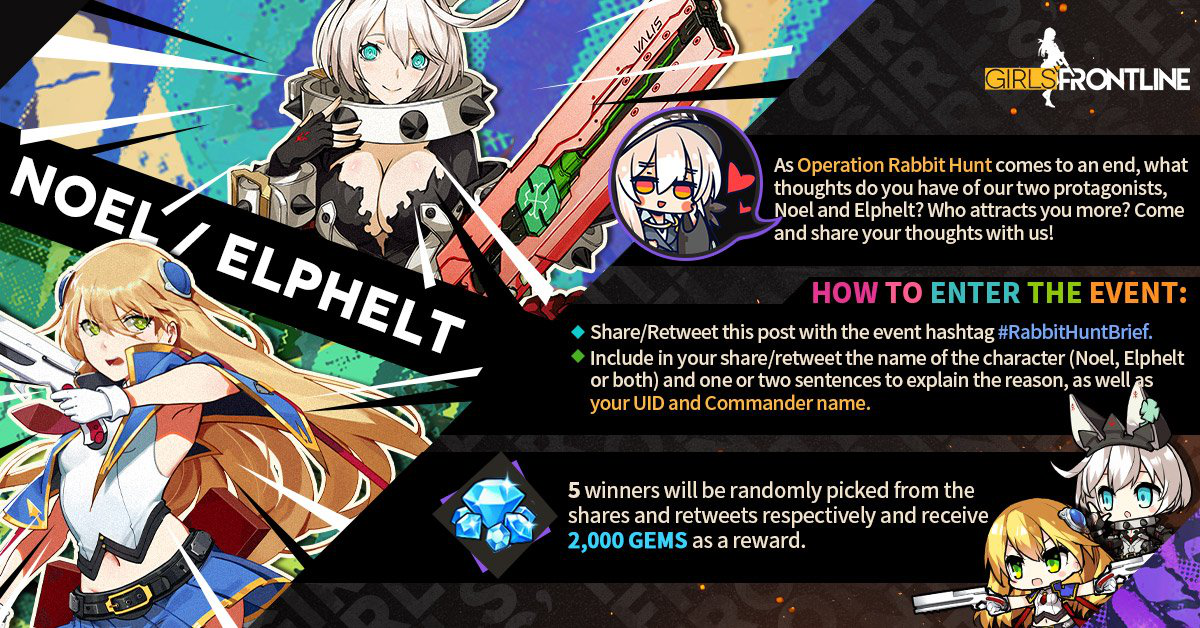 VALIS
GIRLSFRONTLINE
NOEL / ELPHELT
As Operation Rabbit Hunt comes to an end, what
thoughts do you have of our two protagonists,
Noel and Elphelt? Who attracts you more? Come
and share your thoughts with us!
HOW TO ENTER THE EVENT:
Share/Retweet this post with the event hashtag #RabbitHuntBrief.
Include in your share/retweet the name of the character (Noel, Elphelt
or both) and one or two sentences to explain the reason, as well as
your UID and Commander name.
5 winners will be randomly picked from the
shares and retweets respectively and receive
2,000 GEMS as a reward.